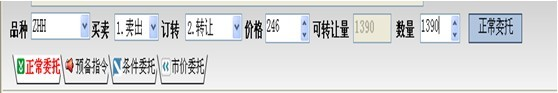 品种 ZHH 买卖 1.卖出 订转 2.转让 价格 246 可转让量 1390 数量 1390 正常委托
正常委托 预备指令 条件委托 市价委托